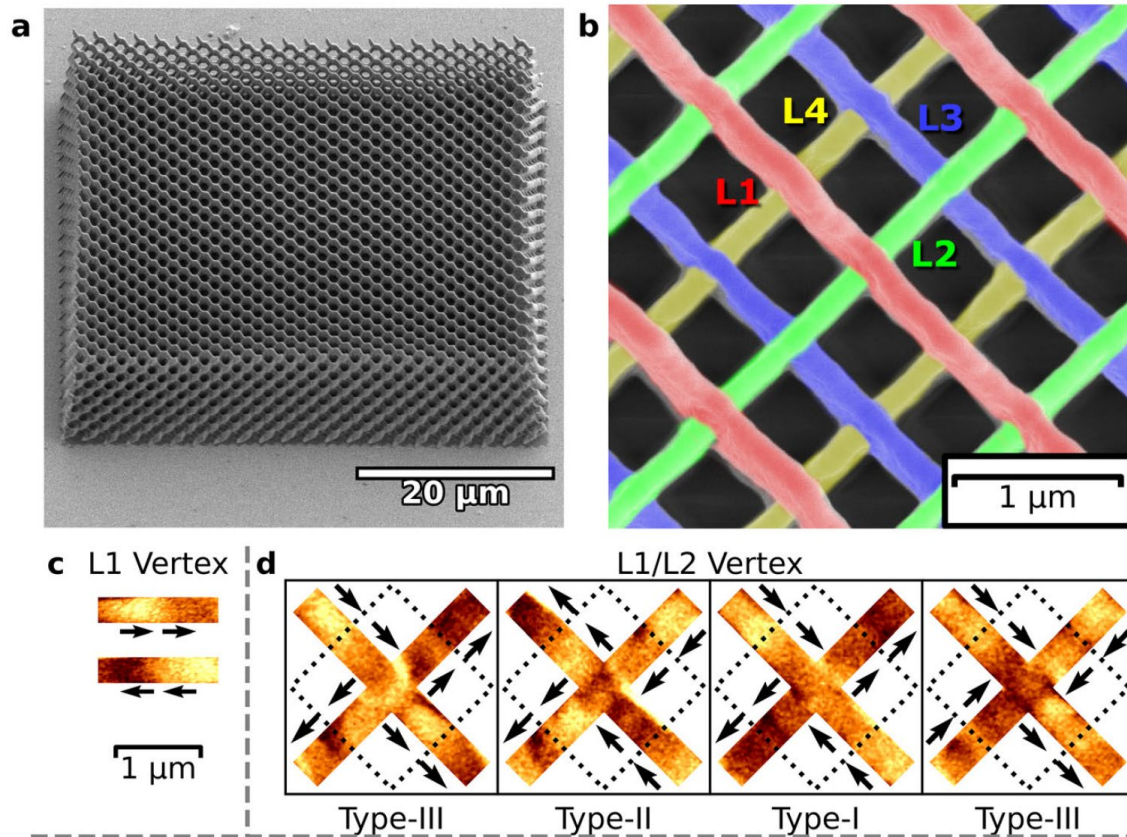 a
20 µm
b
L4
L3
L1
L2
1 µm
c L1 Vertex
1 µm
d L1/L2 Vertex
Type-III Type-II Type-I Type-III